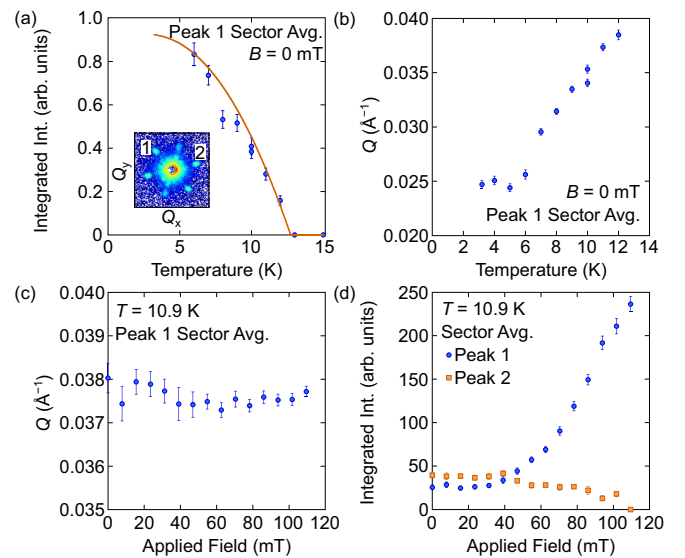 (a)
Peak 1 Sector Avg.
B = 0 mT
Integrated Int. (arb. units)
1.0
0.8
0.6
0.4
0.2
0
0 5 10 15
Temperature (K)
1 2
Qy
Qx
(b)
Q (Å⁻¹)
0.040
0.035
0.030
0.025
0.020
0 2 4 6 8 10 12 14
Temperature (K)
B = 0 mT
Peak 1 Sector Avg.
(c)
T = 10.9 K
Peak 1 Sector Avg.
Q (Å⁻¹)
0.040
0.039
0.038
0.037
0.036
0.035
0 20 40 60 80 100 120
Applied Field (mT)
(d)
T = 10.9 K
Sector Avg.
Peak 1
Peak 2
Integrated Int. (arb. units)
250
200
150
100
50
0
0 20 40 60 80 100 120
Applied Field (mT)